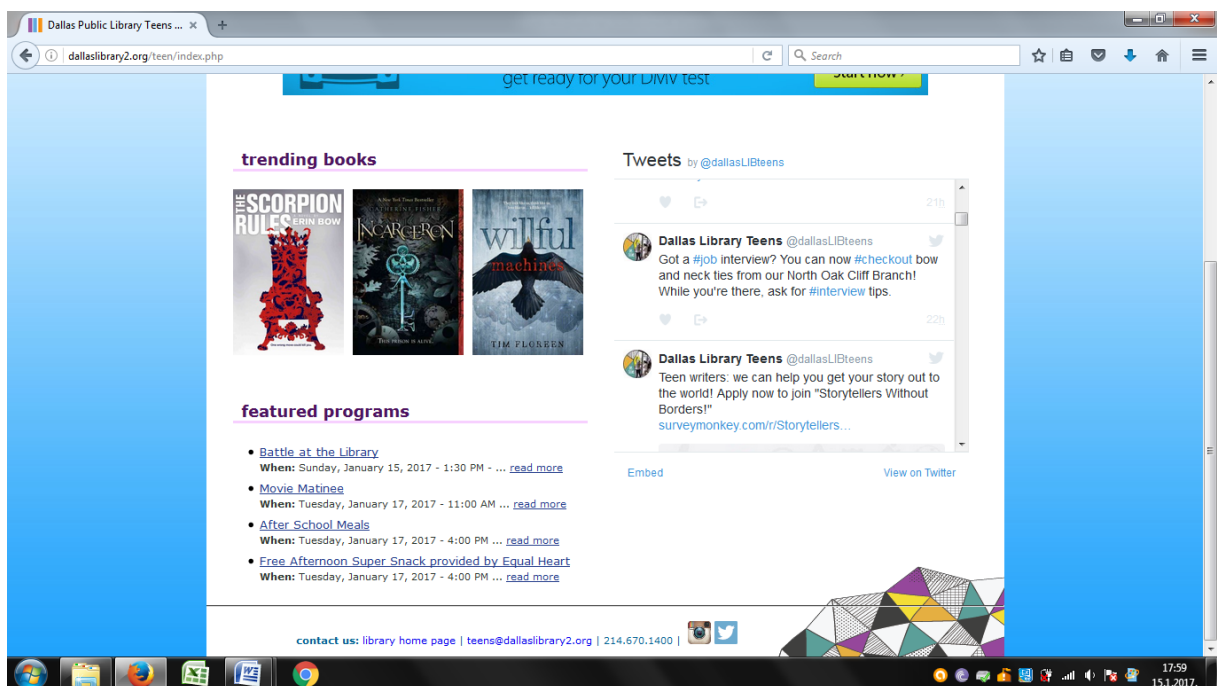 Dallas Public Library Teens ...
dallaslibrary2.org/teen/index.php
Search
get ready for your DMV test
Start now >
trending books
THE SCORPION RULES
ERIN BOW
A New York Times Bestseller
CATHERINE FISHER
INCARCERON
THIS PRISON IS ALIVE.
willful
machines
TIM FLOREEN
featured programs
Battle at the Library
When: Sunday, January 15, 2017 - 1:30 PM - ... read more
Movie Matinee
When: Tuesday, January 17, 2017 - 11:00 AM ... read more
After School Meals
When: Tuesday, January 17, 2017 - 4:00 PM ... read more
Free Afternoon Super Snack provided by Equal Heart
When: Tuesday, January 17, 2017 - 4:00 PM ... read more
Tweets by @dallasLIBteens
21h
Dallas Library Teens @dallasLIBteens
Got a #job interview? You can now #checkout bow
and neck ties from our North Oak Cliff Branch!
While you're there, ask for #interview tips.
22h
Dallas Library Teens @dallasLIBteens
Teen writers: we can help you get your story out to
the world! Apply now to join "Storytellers Without
Borders!"
surveymonkey.com/r/Storytellers...
Embed
View on Twitter
contact us: library home page | teens@dallaslibrary2.org | 214.670.1400 |
17:59
15.1.2017.